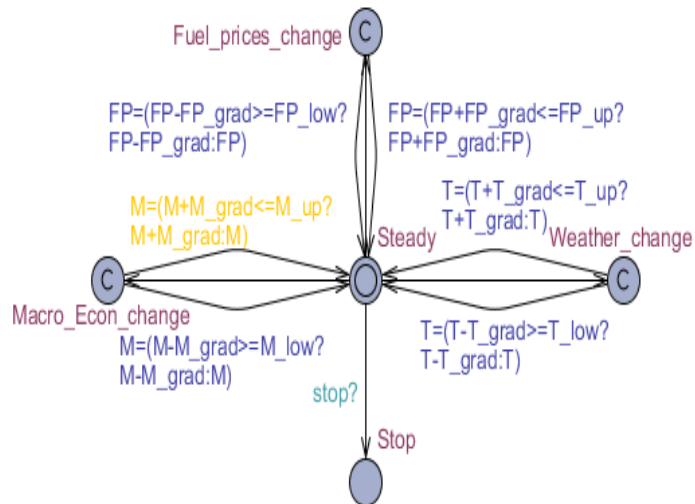 C
Fuel_prices_change
FP=(FP-FP_grad>=FP_low?
FP-FP_grad:FP)
FP=(FP+FP_grad<=FP_up?
FP+FP_grad:FP)
M=(M+M_grad<=M_up?
M+M_grad:M)
T=(T+T_grad<=T_up?
T+T_grad:T)
Steady
Weather_change
C
C
Macro_Econ_change
M=(M-M_grad>=M_low?
M-M_grad:M)
T=(T-T_grad>=T_low?
T-T_grad:T)
stop?
Stop